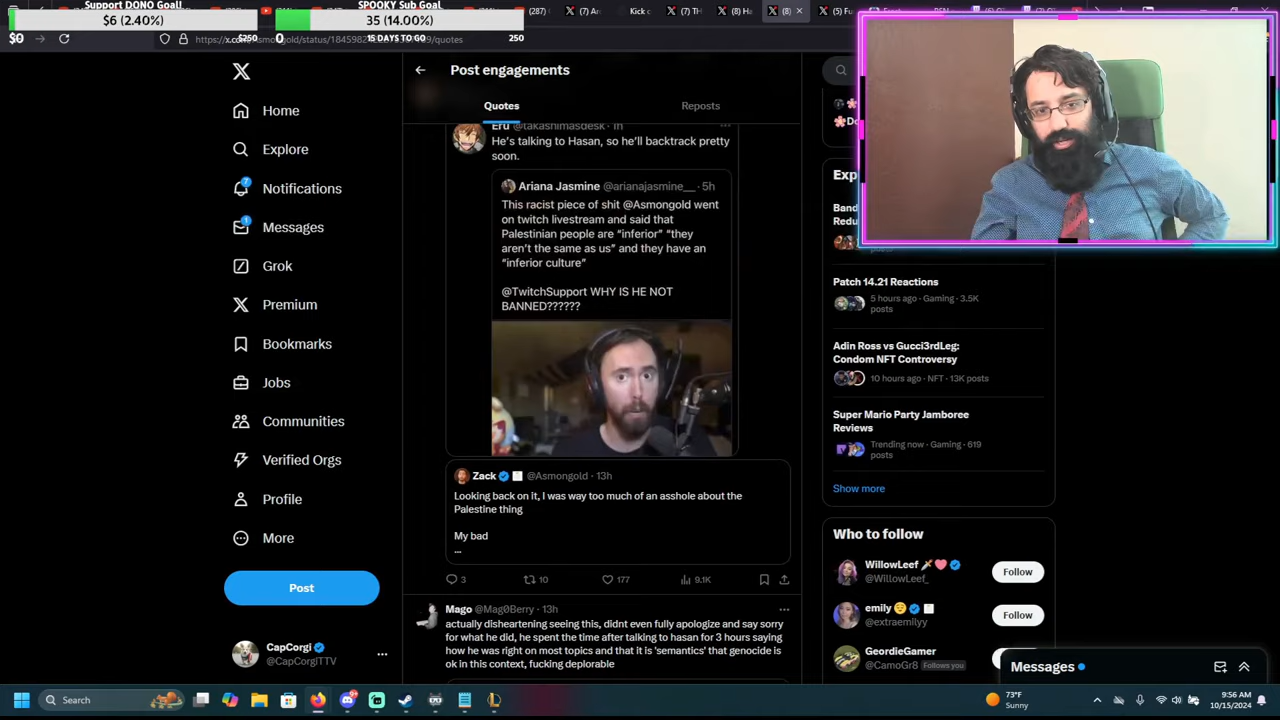 Support DONO Goal!
$6 (2.40%)
$0
$250
SPOOKY Sub Goal
35 (14.00%)
0
15 DAYS TO GO
250
Post engagements
Quotes
Reposts
Home
Explore
Notifications
7
Messages
1
Grok
Premium
Bookmarks
Jobs
Communities
Verified Orgs
Profile
More
Post
CapCorgi
@CapCorgiTTV
Eru @takashimasdesk · 1h
He's talking to Hasan, so he'll backtrack pretty
soon.
Ariana Jasmine @arianajasmine__ · 5h
This racist piece of shit @Asmongold went
on twitch livestream and said that
Palestinian people are “inferior” “they
aren’t the same as us” and they have an
“inferior culture”
@TwitchSupport WHY IS HE NOT
BANNED??????
Zack @Asmongold · 13h
Looking back on it, I was way too much of an asshole about the
Palestine thing
My bad
...
3
10
177
9.1K
Mago @Mag0Berry · 13h
actually disheartening seeing this, didnt even fully apologize and say sorry
for what he did, he spent the time after talking to hasan for 3 hours saying
how he was right on most topics and that it is 'semantics' that genocide is
ok in this context, fucking deplorable
Patch 14.21 Reactions
5 hours ago · Gaming · 3.5K
posts
Adin Ross vs Gucci3rdLeg:
Condom NFT Controversy
10 hours ago · NFT · 13K posts
Super Mario Party Jamboree
Reviews
Trending now · Gaming · 619
posts
Show more
Who to follow
WillowLeef
@WillowLeef_
Follow
emily
@extraemilyy
Follow
GeordieGamer
@CamoGr8 Follows you
Messages
Search
73°F
Sunny
9:56 AM
10/15/2024